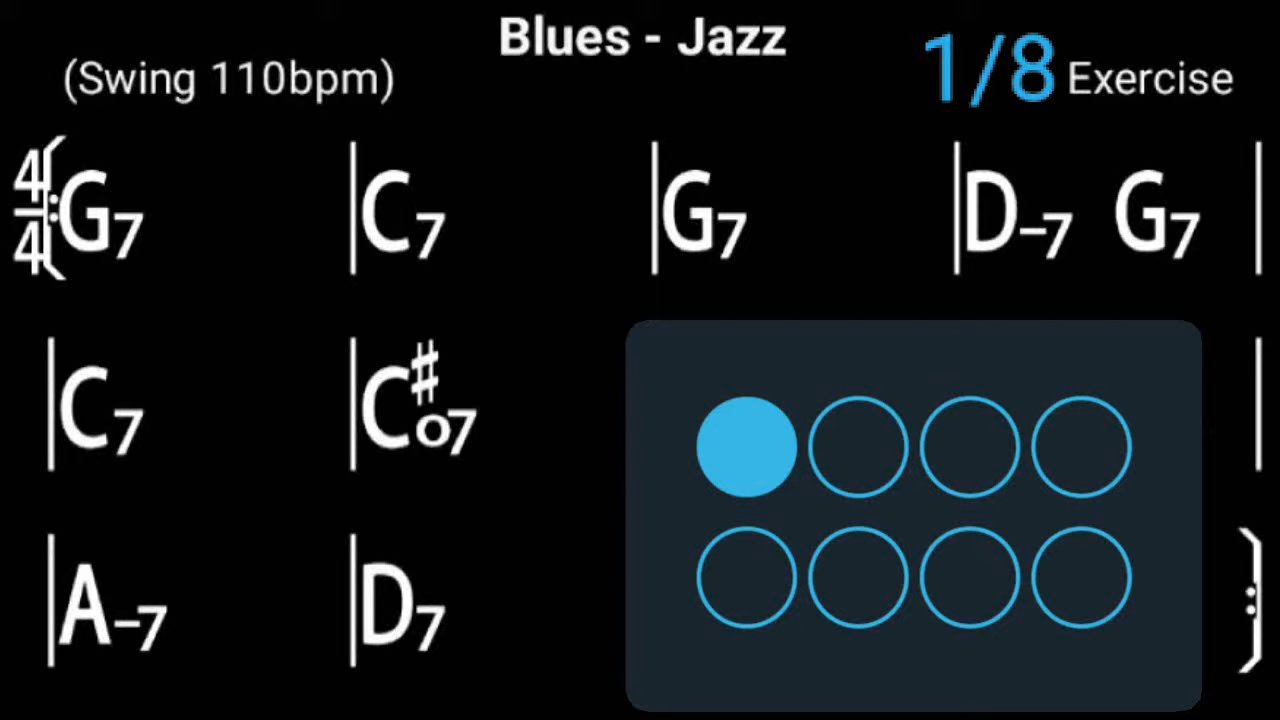 Blues - Jazz
(Swing 110bpm) 1/8 Exercise
4/4 G7 C7 G7 D–7 G7
C7 C♯o7
A–7 D7